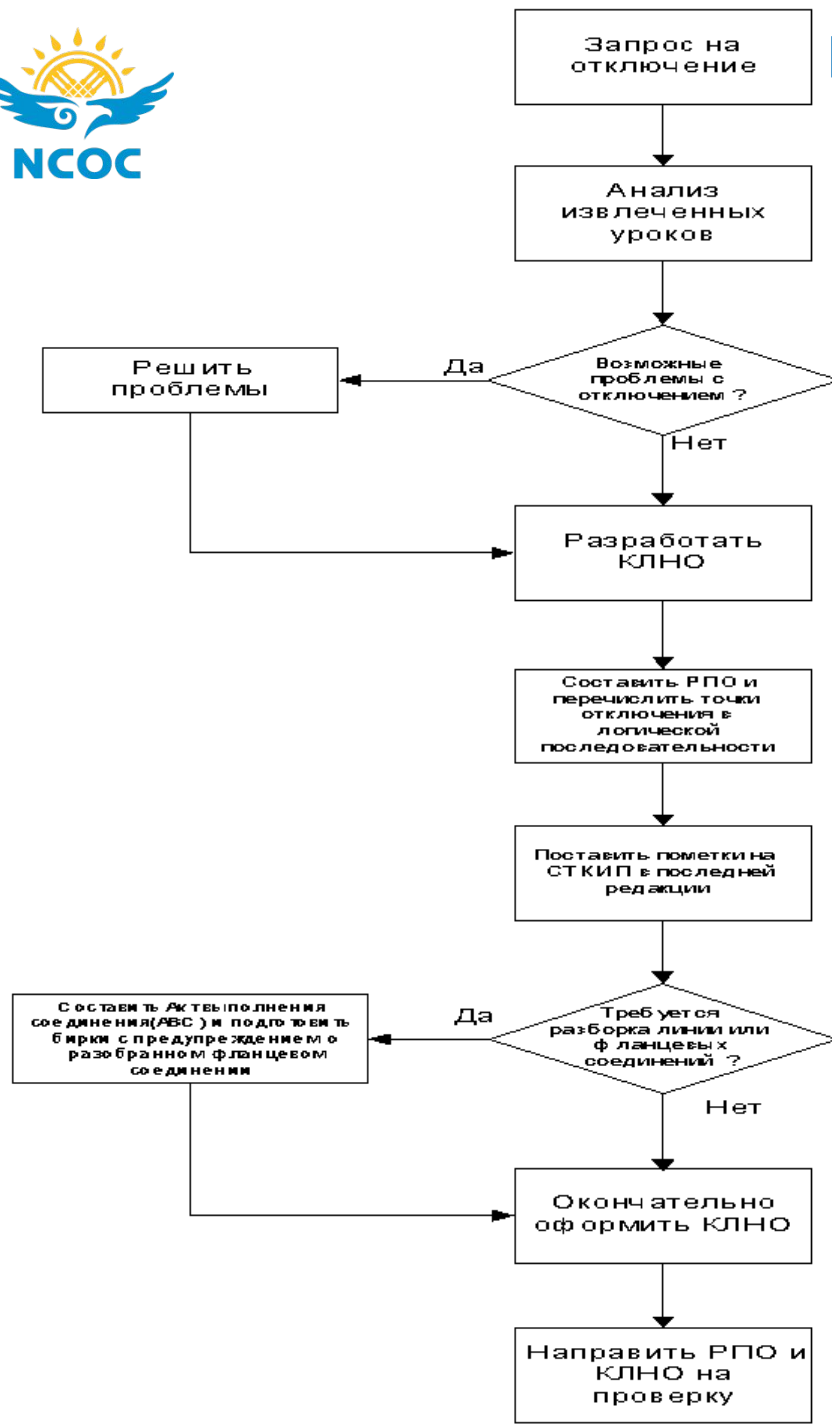 NCOC
Запрос на
отключение
Анализ
извлеченных
уроков
Возможные
проблемы с
отключением ?
Да
Решить
проблемы
Нет
Разработать
КЛНО
Составить РПО и
перечислить точки
отключения в
логической
последовательности
Поставить пометки на
СТКИП в последней
редакции
Требуется
разборка линии или
фланцевых
соединений ?
Да
Составить Акт выполнения
соединения(АВС ) и подготовить
бирки с предупреждением о
разобранном фланцевом
соединении
Нет
Окончательно
оформить КЛНО
Направить РПО и
КЛНО на
проверку